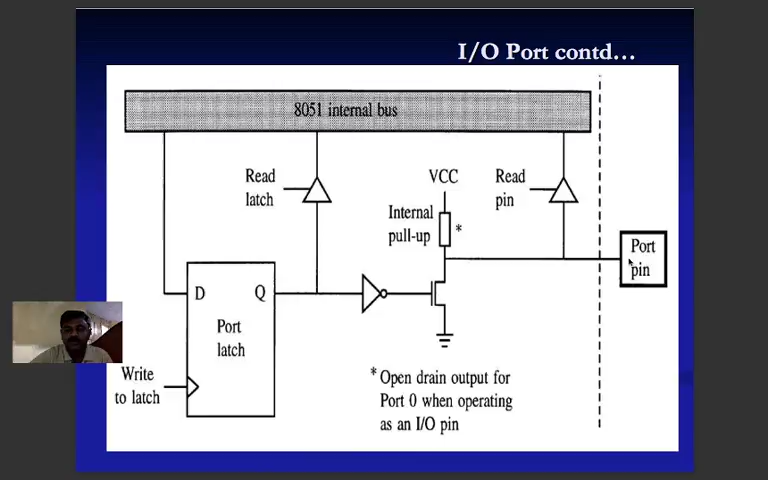 I/O Port contd...
8051 internal bus
Read
latch
VCC
Read
pin
Internal
pull-up
*
Port
pin
D
Q
Port
latch
Write
to latch
* Open drain output for
Port 0 when operating
as an I/O pin